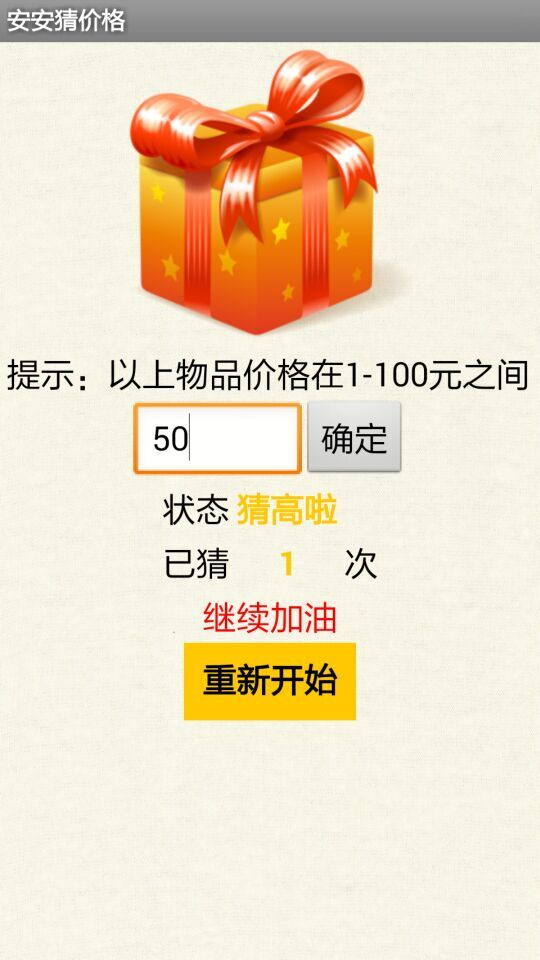 安安猜价格
提示：以上物品价格在1-100元之间
50 确定
状态 猜高啦
已猜 1 次
继续加油
重新开始